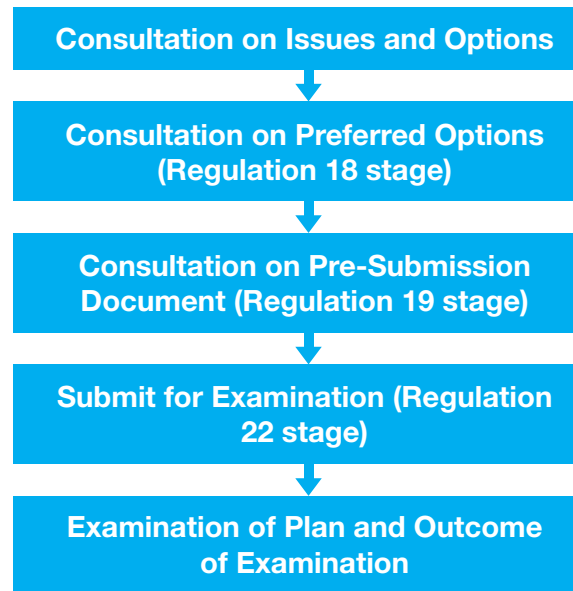 Consultation on Issues and Options
Consultation on Preferred Options
(Regulation 18 stage)
Consultation on Pre-Submission
Document (Regulation 19 stage)
Submit for Examination (Regulation
22 stage)
Examination of Plan and Outcome
of Examination